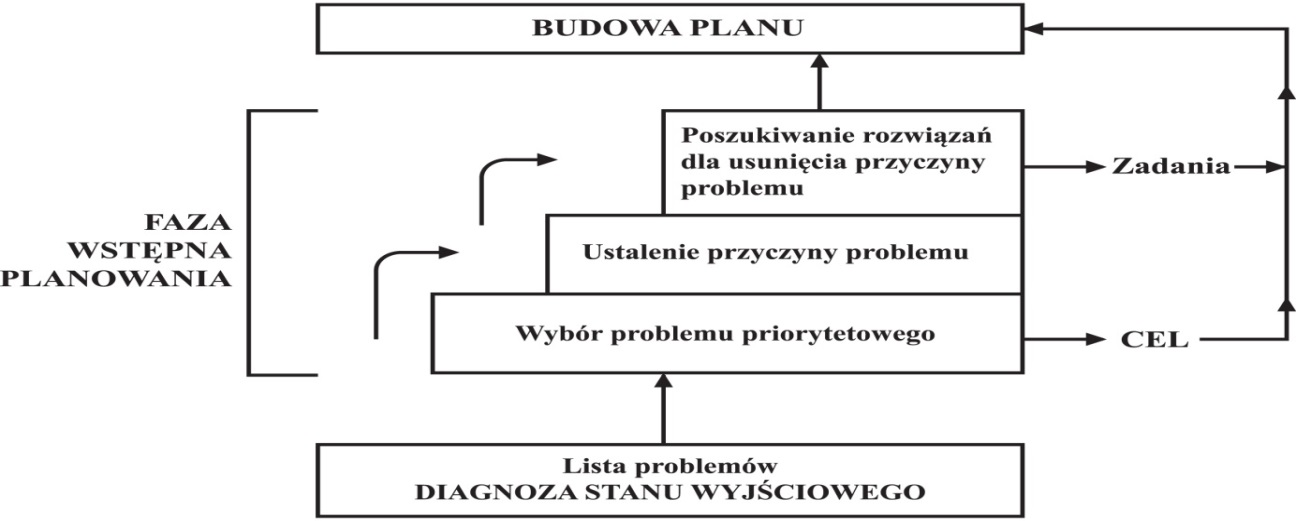 BUDOWA PLANU
Poszukiwanie rozwiązań
dla usunięcia przyczyny
problemu
Zadania
FAZA
WSTĘPNA
PLANOWANIA
Ustalenie przyczyny problemu
Wybór problemu priorytetowego
CEL
Lista problemów
DIAGNOZA STANU WYJŚCIOWEGO